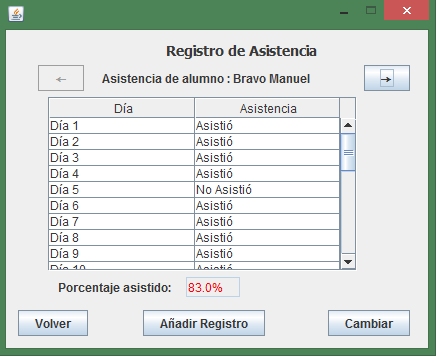 Registro de Asistencia
Asistencia de alumno : Bravo Manuel
Día Asistencia
Día 1 Asistió
Día 2 Asistió
Día 3 Asistió
Día 4 Asistió
Día 5 No Asistió
Día 6 Asistió
Día 7 Asistió
Día 8 Asistió
Día 9 Asistió
Día 10 Asistió
Porcentaje asistido: 83.0%
Volver Añadir Registro Cambiar